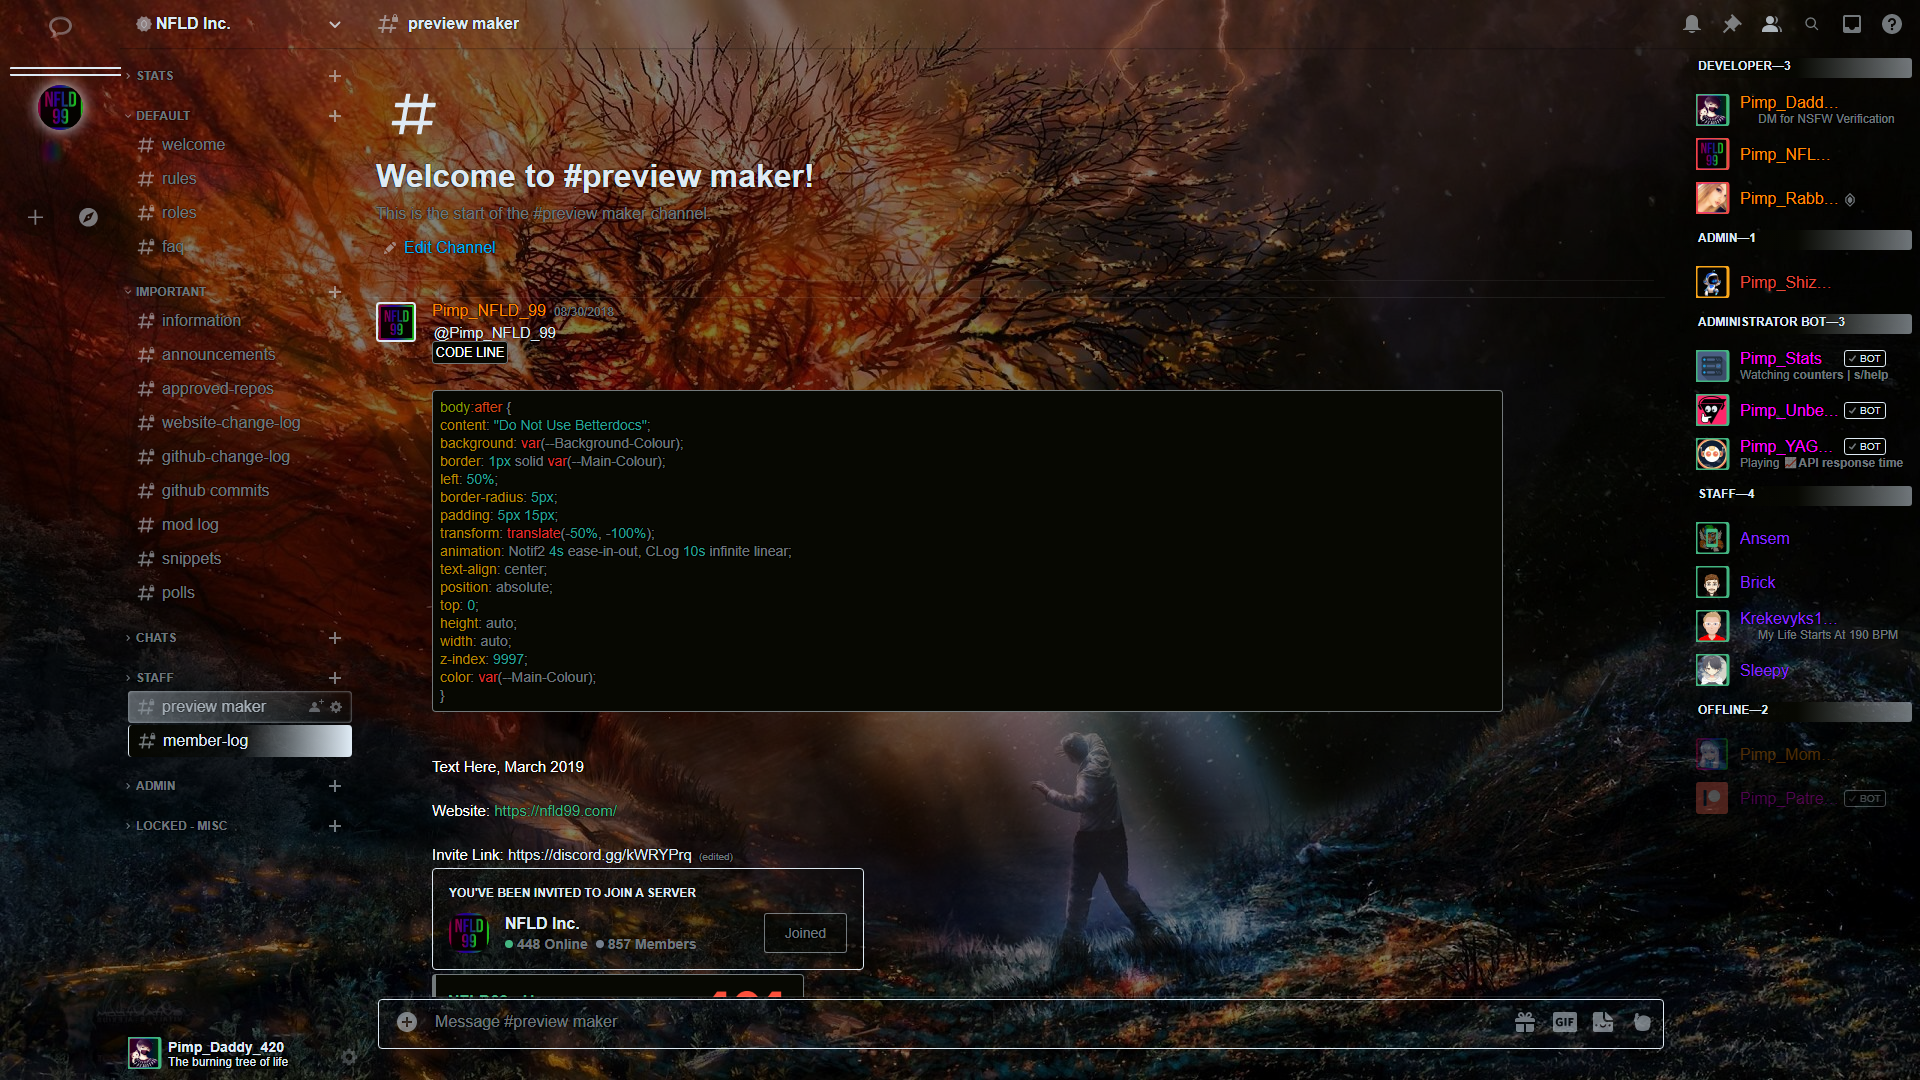 NFLD Inc.
preview maker
STATS
NFLD
99
DEFAULT
welcome
rules
roles
faq
IMPORTANT
information
announcements
approved-repos
website-change-log
github-change-log
github commits
mod log
snippets
polls
CHATS
STAFF
preview maker
member-log
ADMIN
LOCKED - MISC
Pimp_Daddy_420
The burning tree of life
Welcome to #preview maker!
This is the start of the #preview maker channel.
Edit Channel
NFLD
99
Pimp_NFLD_99 08/30/2018
@Pimp_NFLD_99
CODE LINE
body:after {
content: "Do Not Use Betterdocs";
background: var(--Background-Colour);
border: 1px solid var(--Main-Colour);
left: 50%;
border-radius: 5px;
padding: 5px 15px;
transform: translate(-50%, -100%);
animation: Notif2 4s ease-in-out, CLog 10s infinite linear;
text-align: center;
position: absolute;
top: 0;
height: auto;
width: auto;
z-index: 9997;
color: var(--Main-Colour);
}
Text Here, March 2019
Website: https://nfld99.com/
Invite Link: https://discord.gg/kWRYPrq (edited)
YOU'VE BEEN INVITED TO JOIN A SERVER
NFLD
99
NFLD Inc.
448 Online 857 Members
Joined
Message #preview maker
GIF
DEVELOPER—3
Pimp_Dadd...
DM for NSFW Verification
NFLD
99
Pimp_NFL...
Pimp_Rabb...
ADMIN—1
Pimp_Shiz...
ADMINISTRATOR BOT—3
Pimp_Stats ✓ BOT
Watching counters | s/help
Pimp_Unbe... ✓ BOT
Pimp_YAG... ✓ BOT
Playing API response time
STAFF—4
Ansem
Brick
Krekevyks1...
My Life Starts At 190 BPM
Sleepy
OFFLINE—2
Pimp_Mom...
Pimp_Patre... ✓ BOT